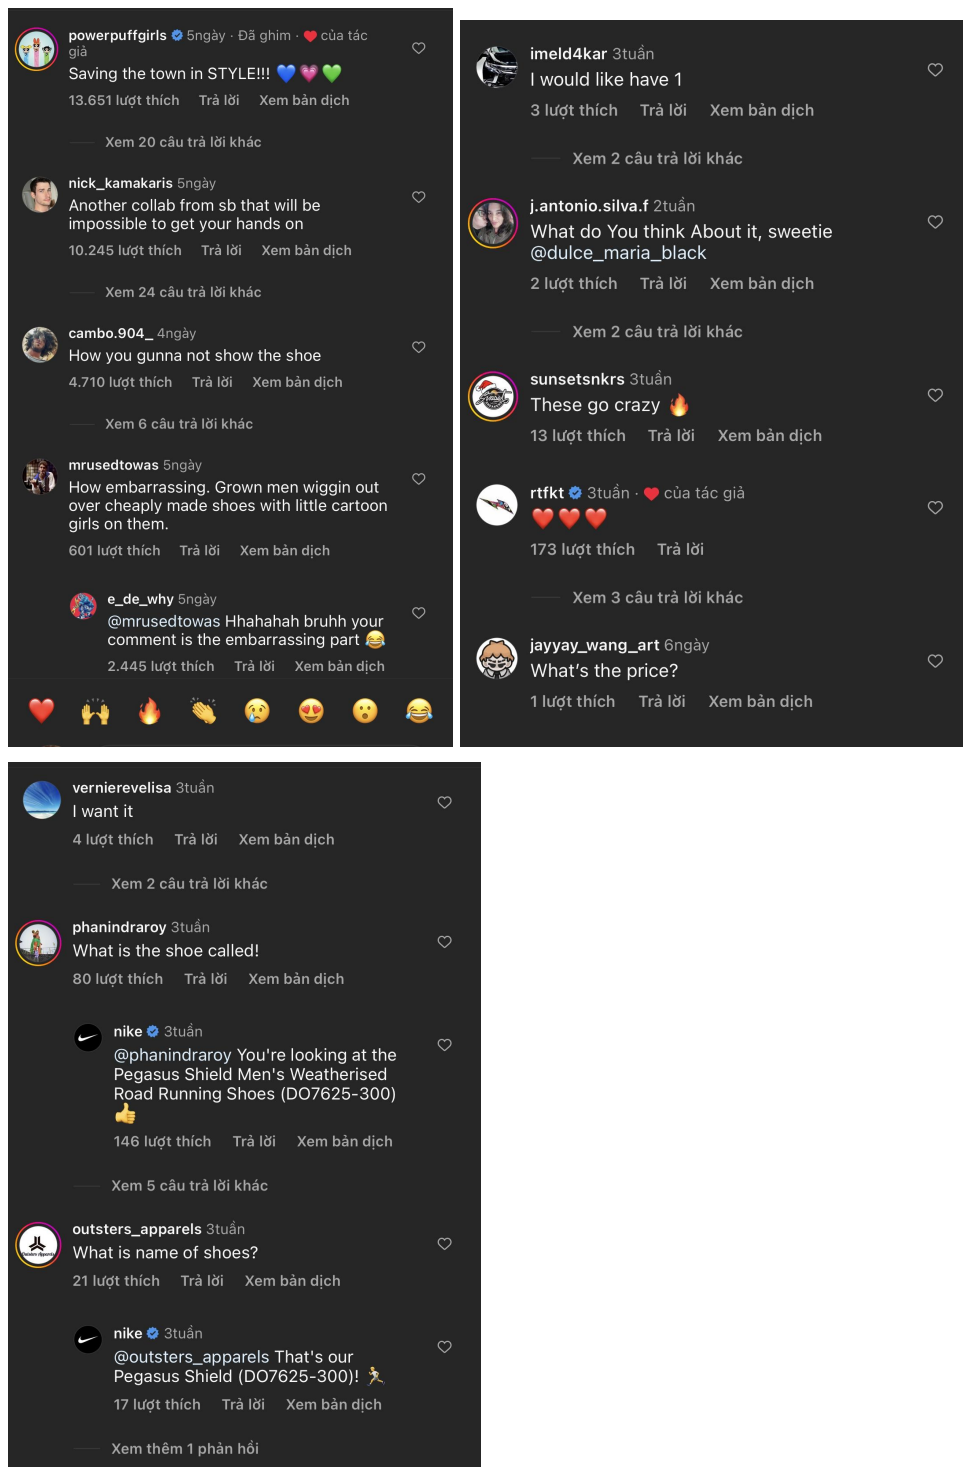 powerpuffgirls 5ngày · Đã ghim · của tác
giả
Saving the town in STYLE!!! 💙💗💚
13.651 lượt thích Trả lời Xem bản dịch
Xem 20 câu trả lời khác
nick_kamakaris 5ngày
Another collab from sb that will be
impossible to get your hands on
10.245 lượt thích Trả lời Xem bản dịch
Xem 24 câu trả lời khác
cambo.904_ 4ngày
How you gunna not show the shoe
4.710 lượt thích Trả lời Xem bản dịch
Xem 6 câu trả lời khác
mrusedtowas 5ngày
How embarrassing. Grown men wiggin out
over cheaply made shoes with little cartoon
girls on them.
601 lượt thích Trả lời Xem bản dịch
e_de_why 5ngày
@mrusedtowas Hhahahah bruhh your
comment is the embarrassing part 😂
2.445 lượt thích Trả lời Xem bản dịch
imeld4kar 3tuần
I would like have 1
3 lượt thích Trả lời Xem bản dịch
Xem 2 câu trả lời khác
j.antonio.silva.f 2tuần
What do You think About it, sweetie
@dulce_maria_black
2 lượt thích Trả lời Xem bản dịch
Xem 2 câu trả lời khác
sunsetsnkrs 3tuần
These go crazy 🔥
13 lượt thích Trả lời Xem bản dịch
rtfkt 3tuần · của tác giả
❤️❤️❤️
173 lượt thích Trả lời
Xem 3 câu trả lời khác
jayyay_wang_art 6ngày
What's the price?
1 lượt thích Trả lời Xem bản dịch
vernierevelisa 3tuần
I want it
4 lượt thích Trả lời Xem bản dịch
Xem 2 câu trả lời khác
phanindraroy 3tuần
What is the shoe called!
80 lượt thích Trả lời Xem bản dịch
nike 3tuần
@phanindraroy You're looking at the
Pegasus Shield Men's Weatherised
Road Running Shoes (DO7625-300)
👍
146 lượt thích Trả lời Xem bản dịch
Xem 5 câu trả lời khác
outsters_apparels 3tuần
What is name of shoes?
21 lượt thích Trả lời Xem bản dịch
nike 3tuần
@outsters_apparels That's our
Pegasus Shield (DO7625-300)! 🏃
17 lượt thích Trả lời Xem bản dịch
Xem thêm 1 phản hồi